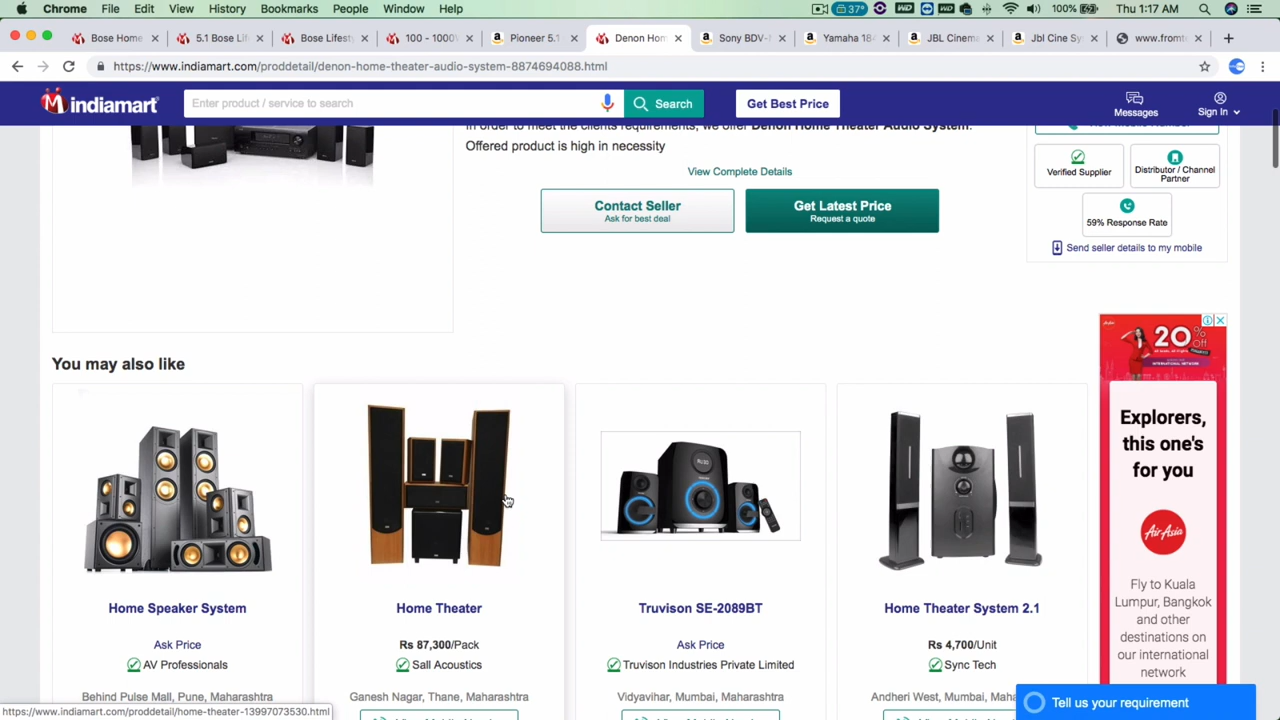 Chrome File Edit View History Bookmarks People Window Help
37° 100% Thu 1:17 AM
Bose Home
5.1 Bose Lif
Bose Lifest
100 - 1000
Pioneer 5.1
Denon Hom
Sony BDV-
Yamaha 18
JBL Cinema
Jbl Cine Sy
www.fromt
https://www.indiamart.com/proddetail/denon-home-theater-audio-system-8874694088.html
indiamart
Enter product / service to search
Search
Get Best Price
Messages
Sign In
In order to meet the clients requirements, we offer Denon Home Theater Audio System.
Offered product is high in necessity
View Complete Details
Contact Seller
Ask for best deal
Get Latest Price
Request a quote
View Mobile Number
Verified Supplier
Distributor / Channel
Partner
59% Response Rate
Send seller details to my mobile
You may also like
Home Speaker System
Ask Price
AV Professionals
Behind Pulse Mall, Pune, Maharashtra
Home Theater
Rs 87,300/Pack
Sall Acoustics
Ganesh Nagar, Thane, Maharashtra
Truvison SE-2089BT
Ask Price
Truvison Industries Private Limited
Vidyavihar, Mumbai, Maharashtra
Home Theater System 2.1
Rs 4,700/Unit
Sync Tech
Andheri West, Mumbai, Maha
20%
Off
Explorers,
this one's
for you
AirAsia
Fly to Kuala
Lumpur, Bangkok
and other
destinations on
our international
network
Tell us your requirement
https://www.indiamart.com/proddetail/home-theater-13997073530.html